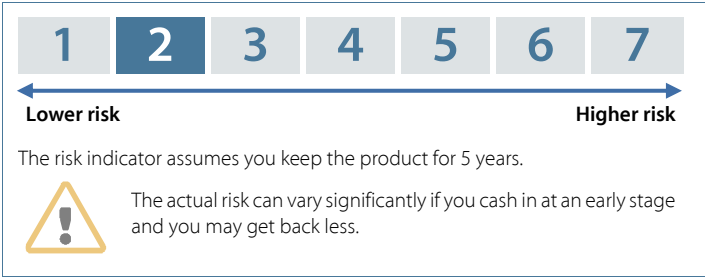 1 2 3 4 5 6 7
Lower risk Higher risk
The risk indicator assumes you keep the product for 5 years.
The actual risk can vary significantly if you cash in at an early stage
and you may get back less.